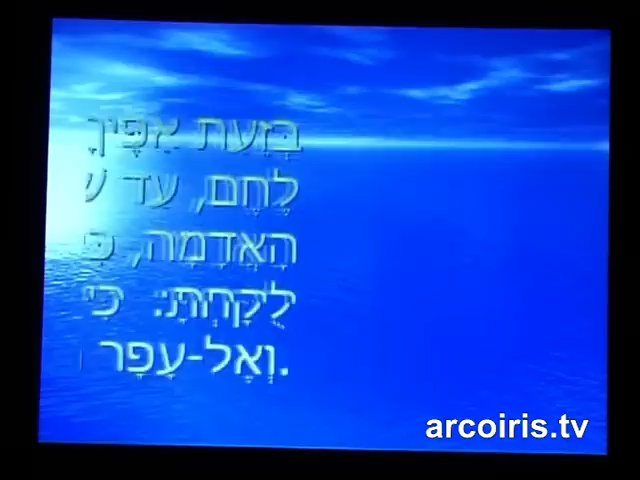 בְּזֵעַת אַפֶּיךָ
לֶחֶם, עַד
הָאֲדָמָה,
לֻקָּחְתָּ: כִּי
וְאֶל-עָפָר.
arcoiris.tv